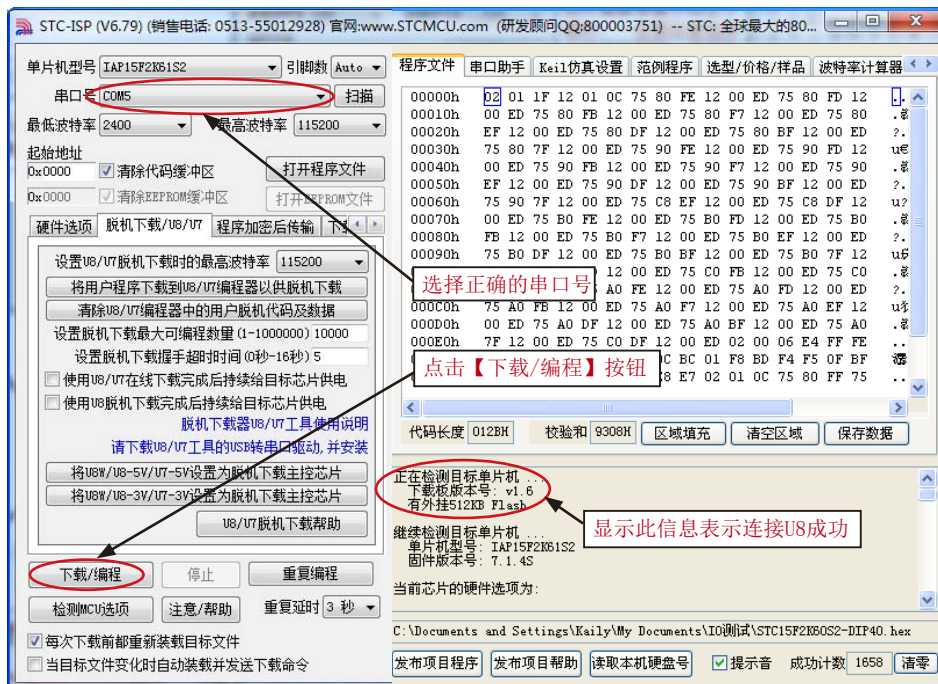 STC-ISP (V6.79) (销售电话: 0513-55012928) 官网:www.STCMCU.com (研发顾问QQ:800003751) -- STC: 全球最大的80...
单片机型号 IAP15F2K61S2 引脚数 Auto
串口号 COM5 扫描
最低波特率 2400 最高波特率 115200
起始地址
0x0000 清除代码缓冲区 打开程序文件
0x0000 清除EEPROM缓冲区 打开EEPROM文件
硬件选项 脱机下载/U8/U7 程序加密后传输
设置U8/U7脱机下载时的最高波特率 115200
将用户程序下载到U8/U7编程器以供脱机下载
清除U8/U7编程器中的用户脱机代码及数据
设置脱机下载最大可编程数量(1-1000000) 10000
设置脱机下载握手超时时间(0秒-16秒) 5
使用U8/U7在线下载完成后持续给目标芯片供电
使用U8脱机下载完成后持续给目标芯片供电
脱机下载器U8/U7工具使用说明
请下载U8/U7工具的USB转串口驱动,并安装
将U8W/U8-5V/U7-5V设置为脱机下载主控芯片
将U8W/U8-3V/U7-3V设置为脱机下载主控芯片
U8/U7脱机下载帮助
下载/编程 停止 重复编程
检测MCU选项 注意/帮助 重复延时 3 秒
每次下载前都重新装载目标文件
当目标文件变化时自动装载并发送下载命令
程序文件 串口助手 Keil仿真设置 范例程序 选型/价格/样品 波特率计算器
00000h 02 01 1F 12 01 0C 75 80 FE 12 00 ED 75 80 FD 12 ..
00010h 00 ED 75 80 FB 12 00 ED 75 80 F7 12 00 ED 75 80
00020h EF 12 00 ED 75 80 DF 12 00 ED 75 80 BF 12 00 ED ?.
00030h 75 80 7F 12 00 ED 75 90 FE 12 00 ED 75 90 FD 12 u€
00040h 00 ED 75 90 FB 12 00 ED 75 90 F7 12 00 ED 75 90
00050h EF 12 00 ED 75 90 DF 12 00 ED 75 90 BF 12 00 ED ?.
00060h 75 90 7F 12 00 ED 75 C8 EF 12 00 ED 75 C8 DF 12 u?
00070h 00 ED 75 B0 FE 12 00 ED 75 B0 FD 12 00 ED 75 B0
00080h FB 12 00 ED 75 B0 F7 12 00 ED 75 B0 EF 12 00 ED ?.
00090h 75 B0 DF 12 00 ED 75 B0 BF 12 00 ED 75 B0 7F 12
12 00 ED 75 C0 FB 12 00 ED 75 C0
75 A0 FE 12 00 ED 75 A0 FD 12 00 ED ?.
000C0h 75 A0 FB 12 00 ED 75 A0 F7 12 00 ED 75 A0 EF 12
000D0h 00 ED 75 A0 DF 12 00 ED 75 A0 BF 12 00 ED 75 A0
000E0h 7F 12 00 ED 75 C0 DF 12 00 ED 02 00 06 E4 FF FE ..
BC 01 F8 BD F4 F5 0F BF
E7 02 01 0C 75 80 FF 75 ..
选择正确的串口号
点击【下载/编程】按钮
代码长度 012BH 校验和 9308H 区域填充 清空区域 保存数据
正在检测目标单片机 ...
下载板版本号: v1.6
有外挂512KB Flash
显示此信息表示连接U8成功
继续检测目标单片机 ...
单片机型号: IAP15F2K61S2
固件版本号: 7.1.4S
当前芯片的硬件选项为:
C:\Documents and Settings\Kaily\My Documents\IO测试\STC15F2K60S2-DIP40.hex
发布项目程序 发布项目帮助 读取本机硬盘号 提示音 成功计数 1658 清零